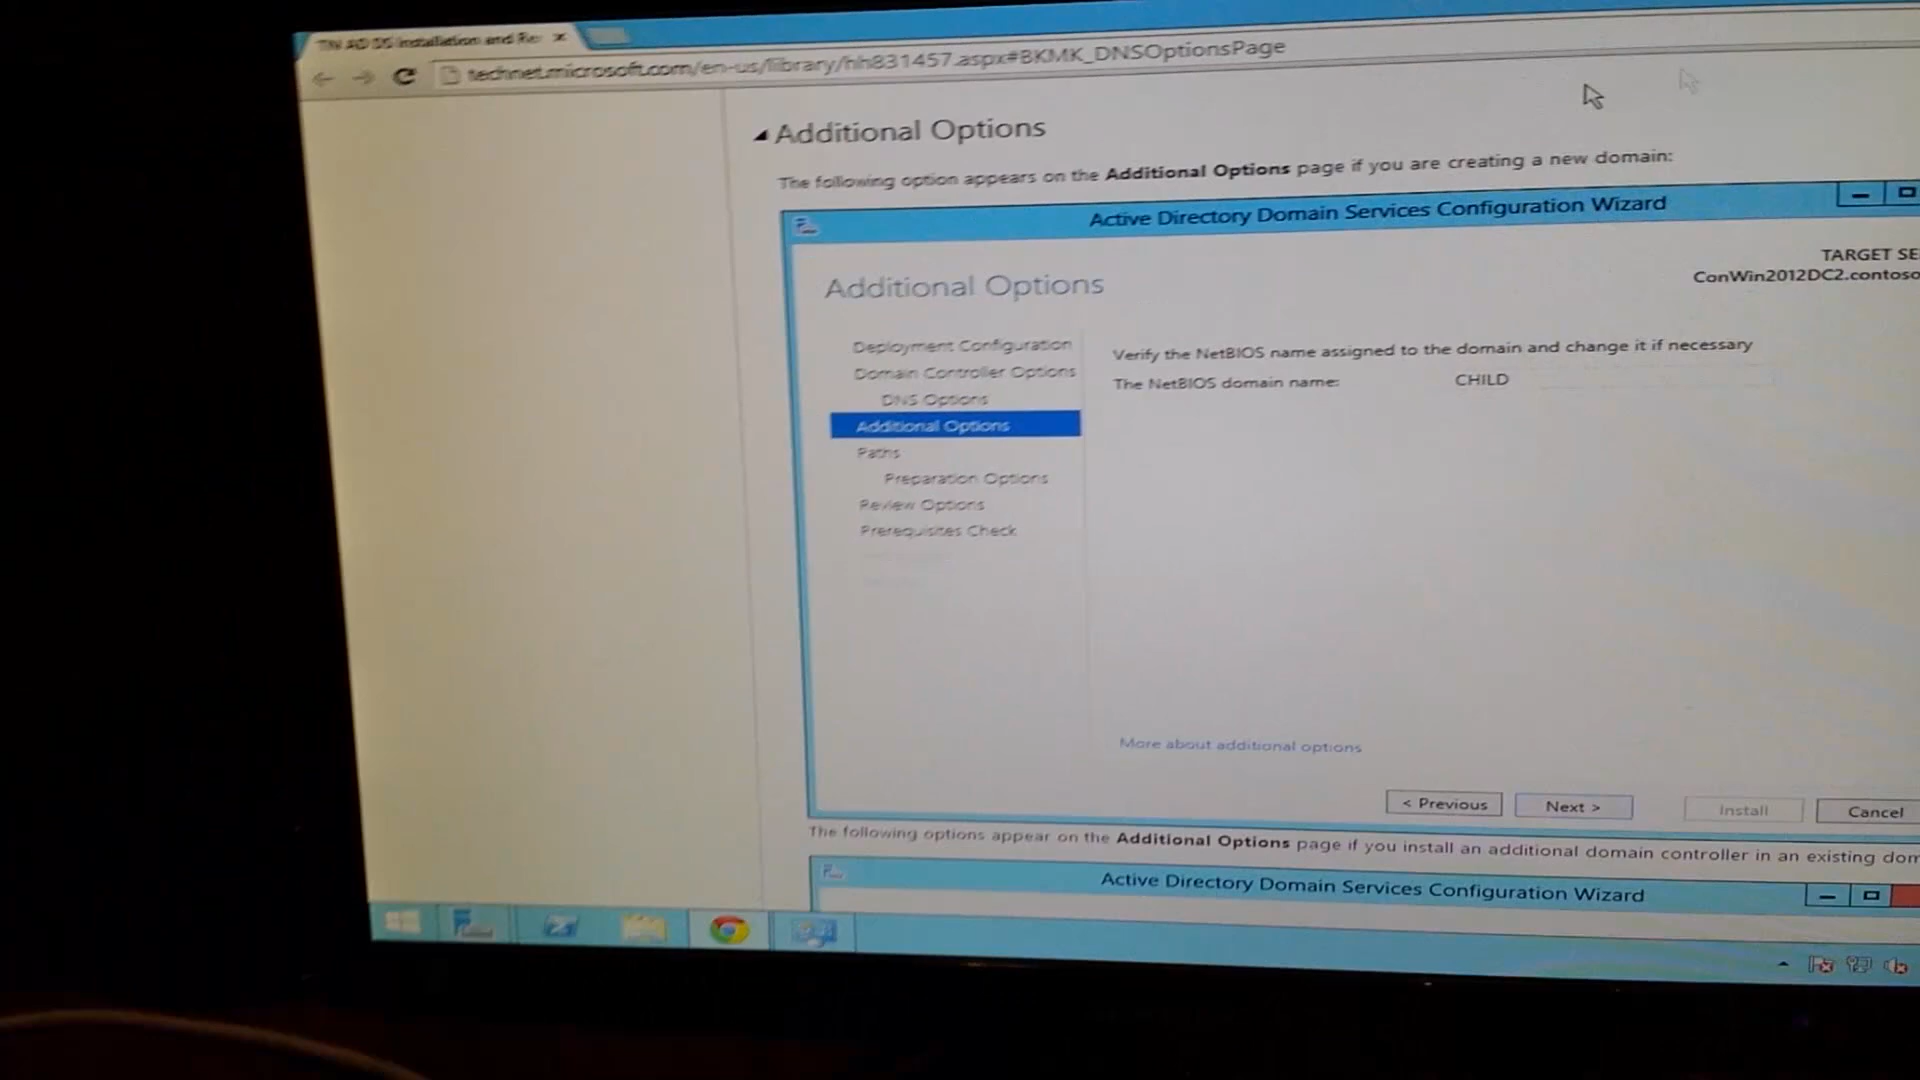 TN AD DS Installation and Re
technet.microsoft.com/en-us/library/hh831457.aspx#BKMK_DNSOptionsPage
Additional Options
The following option appears on the Additional Options page if you are creating a new domain:
Active Directory Domain Services Configuration Wizard
TARGET SE
ConWin2012DC2.contoso
Additional Options
Deployment Configuration
Domain Controller Options
DNS Options
Additional Options
Paths
Preparation Options
Review Options
Prerequisites Check
Verify the NetBIOS name assigned to the domain and change it if necessary
The NetBIOS domain name: CHILD
More about additional options
< Previous Next > Install Cancel
The following options appear on the Additional Options page if you install an additional domain controller in an existing dom
Active Directory Domain Services Configuration Wizard